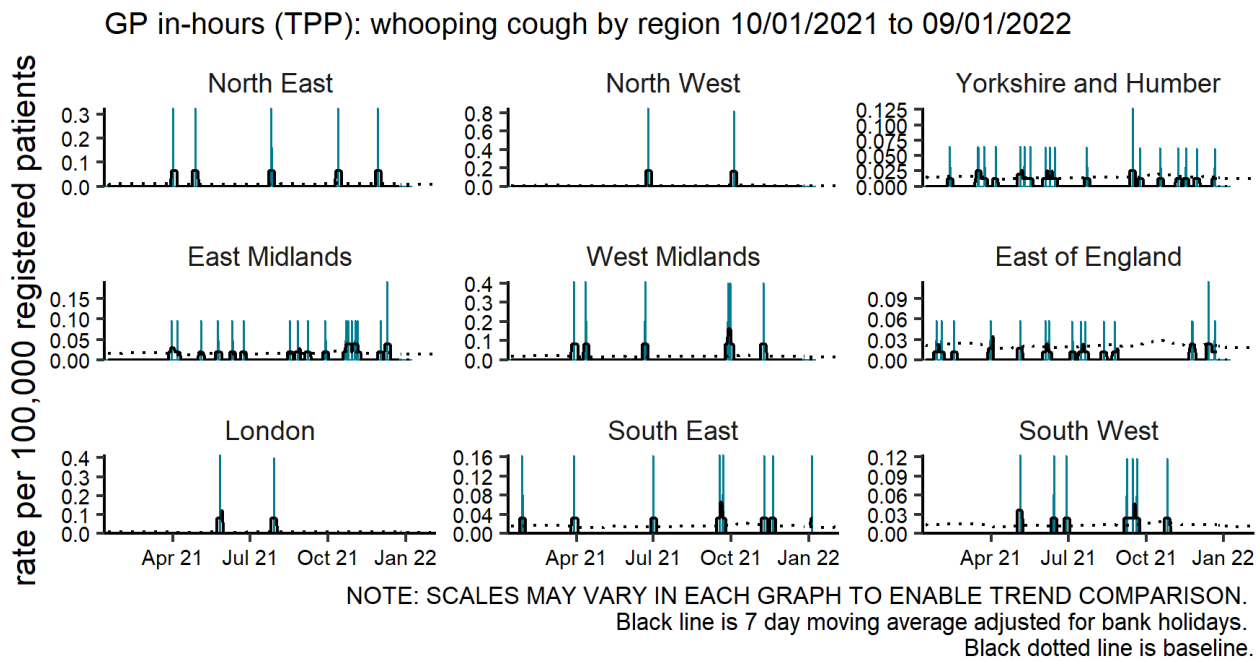 GP in-hours (TPP): whooping cough by region 10/01/2021 to 09/01/2022
rate per 100,000 registered patients
North East
0.3
0.2
0.1
0.0
North West
0.8
0.6
0.4
0.2
0.0
Yorkshire and Humber
0.125
0.100
0.075
0.050
0.025
0.000
East Midlands
0.15
0.10
0.05
0.00
West Midlands
0.4
0.3
0.2
0.1
0.0
East of England
0.09
0.06
0.03
0.00
London
0.4
0.3
0.2
0.1
0.0
Apr 21 Jul 21 Oct 21 Jan 22
South East
0.16
0.12
0.08
0.04
0.00
Apr 21 Jul 21 Oct 21 Jan 22
South West
0.12
0.09
0.06
0.03
0.00
Apr 21 Jul 21 Oct 21 Jan 22
NOTE: SCALES MAY VARY IN EACH GRAPH TO ENABLE TREND COMPARISON.
Black line is 7 day moving average adjusted for bank holidays.
Black dotted line is baseline.